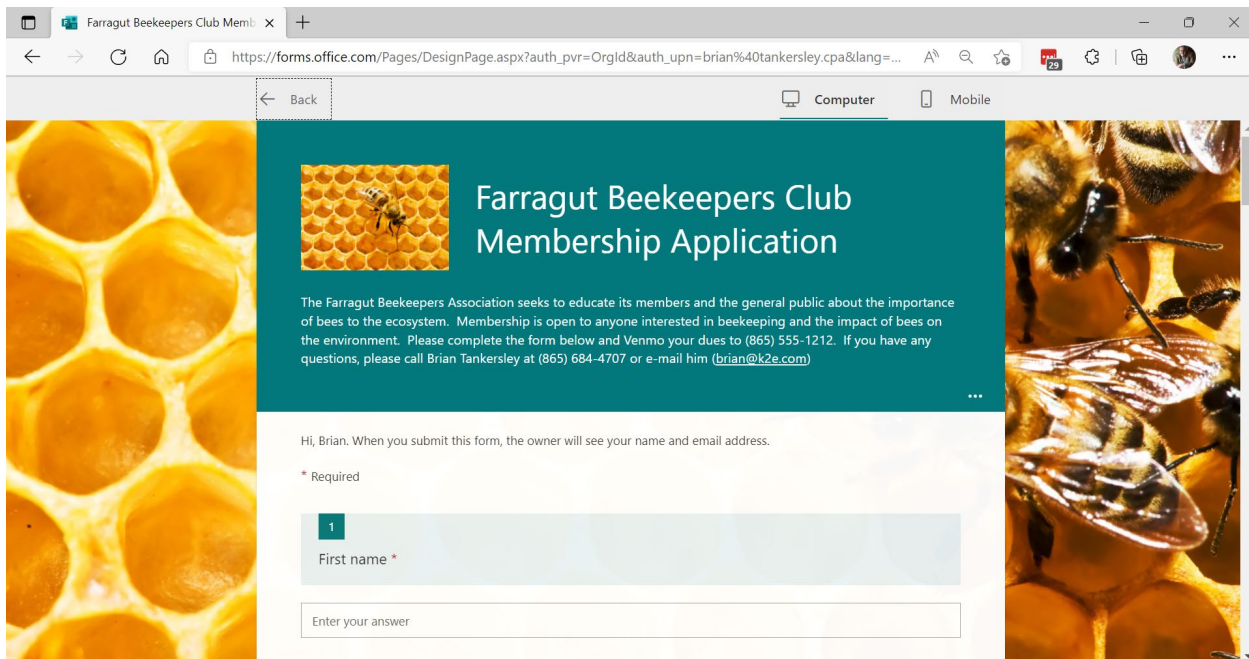 Farragut Beekeepers Club Memb
https://forms.office.com/Pages/DesignPage.aspx?auth_pvr=OrgId&auth_upn=brian%40tankersley.cpa&lang=...
29
Back
Computer
Mobile
Farragut Beekeepers Club
Membership Application
The Farragut Beekeepers Association seeks to educate its members and the general public about the importance
of bees to the ecosystem.  Membership is open to anyone interested in beekeeping and the impact of bees on
the environment.  Please complete the form below and Venmo your dues to (865) 555-1212.  If you have any
questions, please call Brian Tankersley at (865) 684-4707 or e-mail him (brian@k2e.com)
Hi, Brian. When you submit this form, the owner will see your name and email address.
* Required
1
First name *
Enter your answer